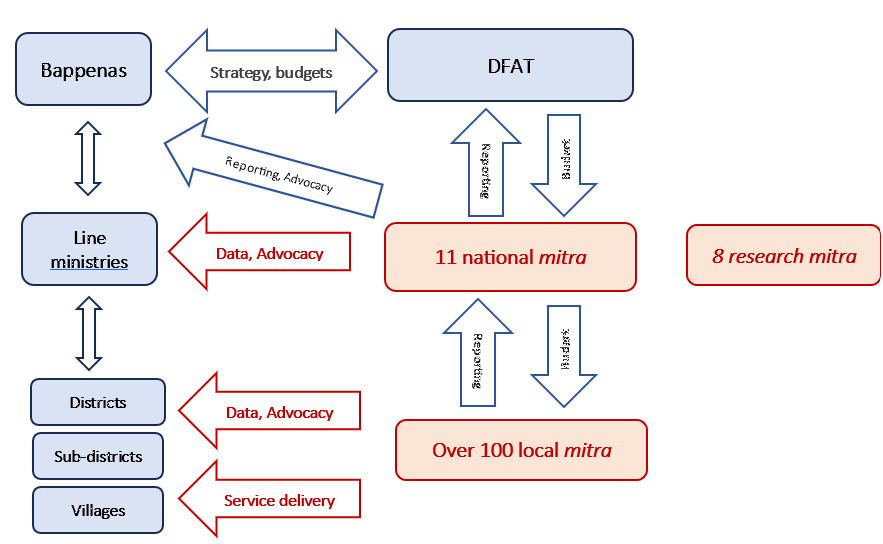 Bappenas
Strategy, budgets
DFAT
Reporting, Advocacy
Reporting
Budget,
Line
ministries
Data, Advocacy
11 national mitra
8 research mitra
Reporting
Budget,
Districts
Data, Advocacy
Over 100 local mitra
Sub-districts
Villages
Service delivery